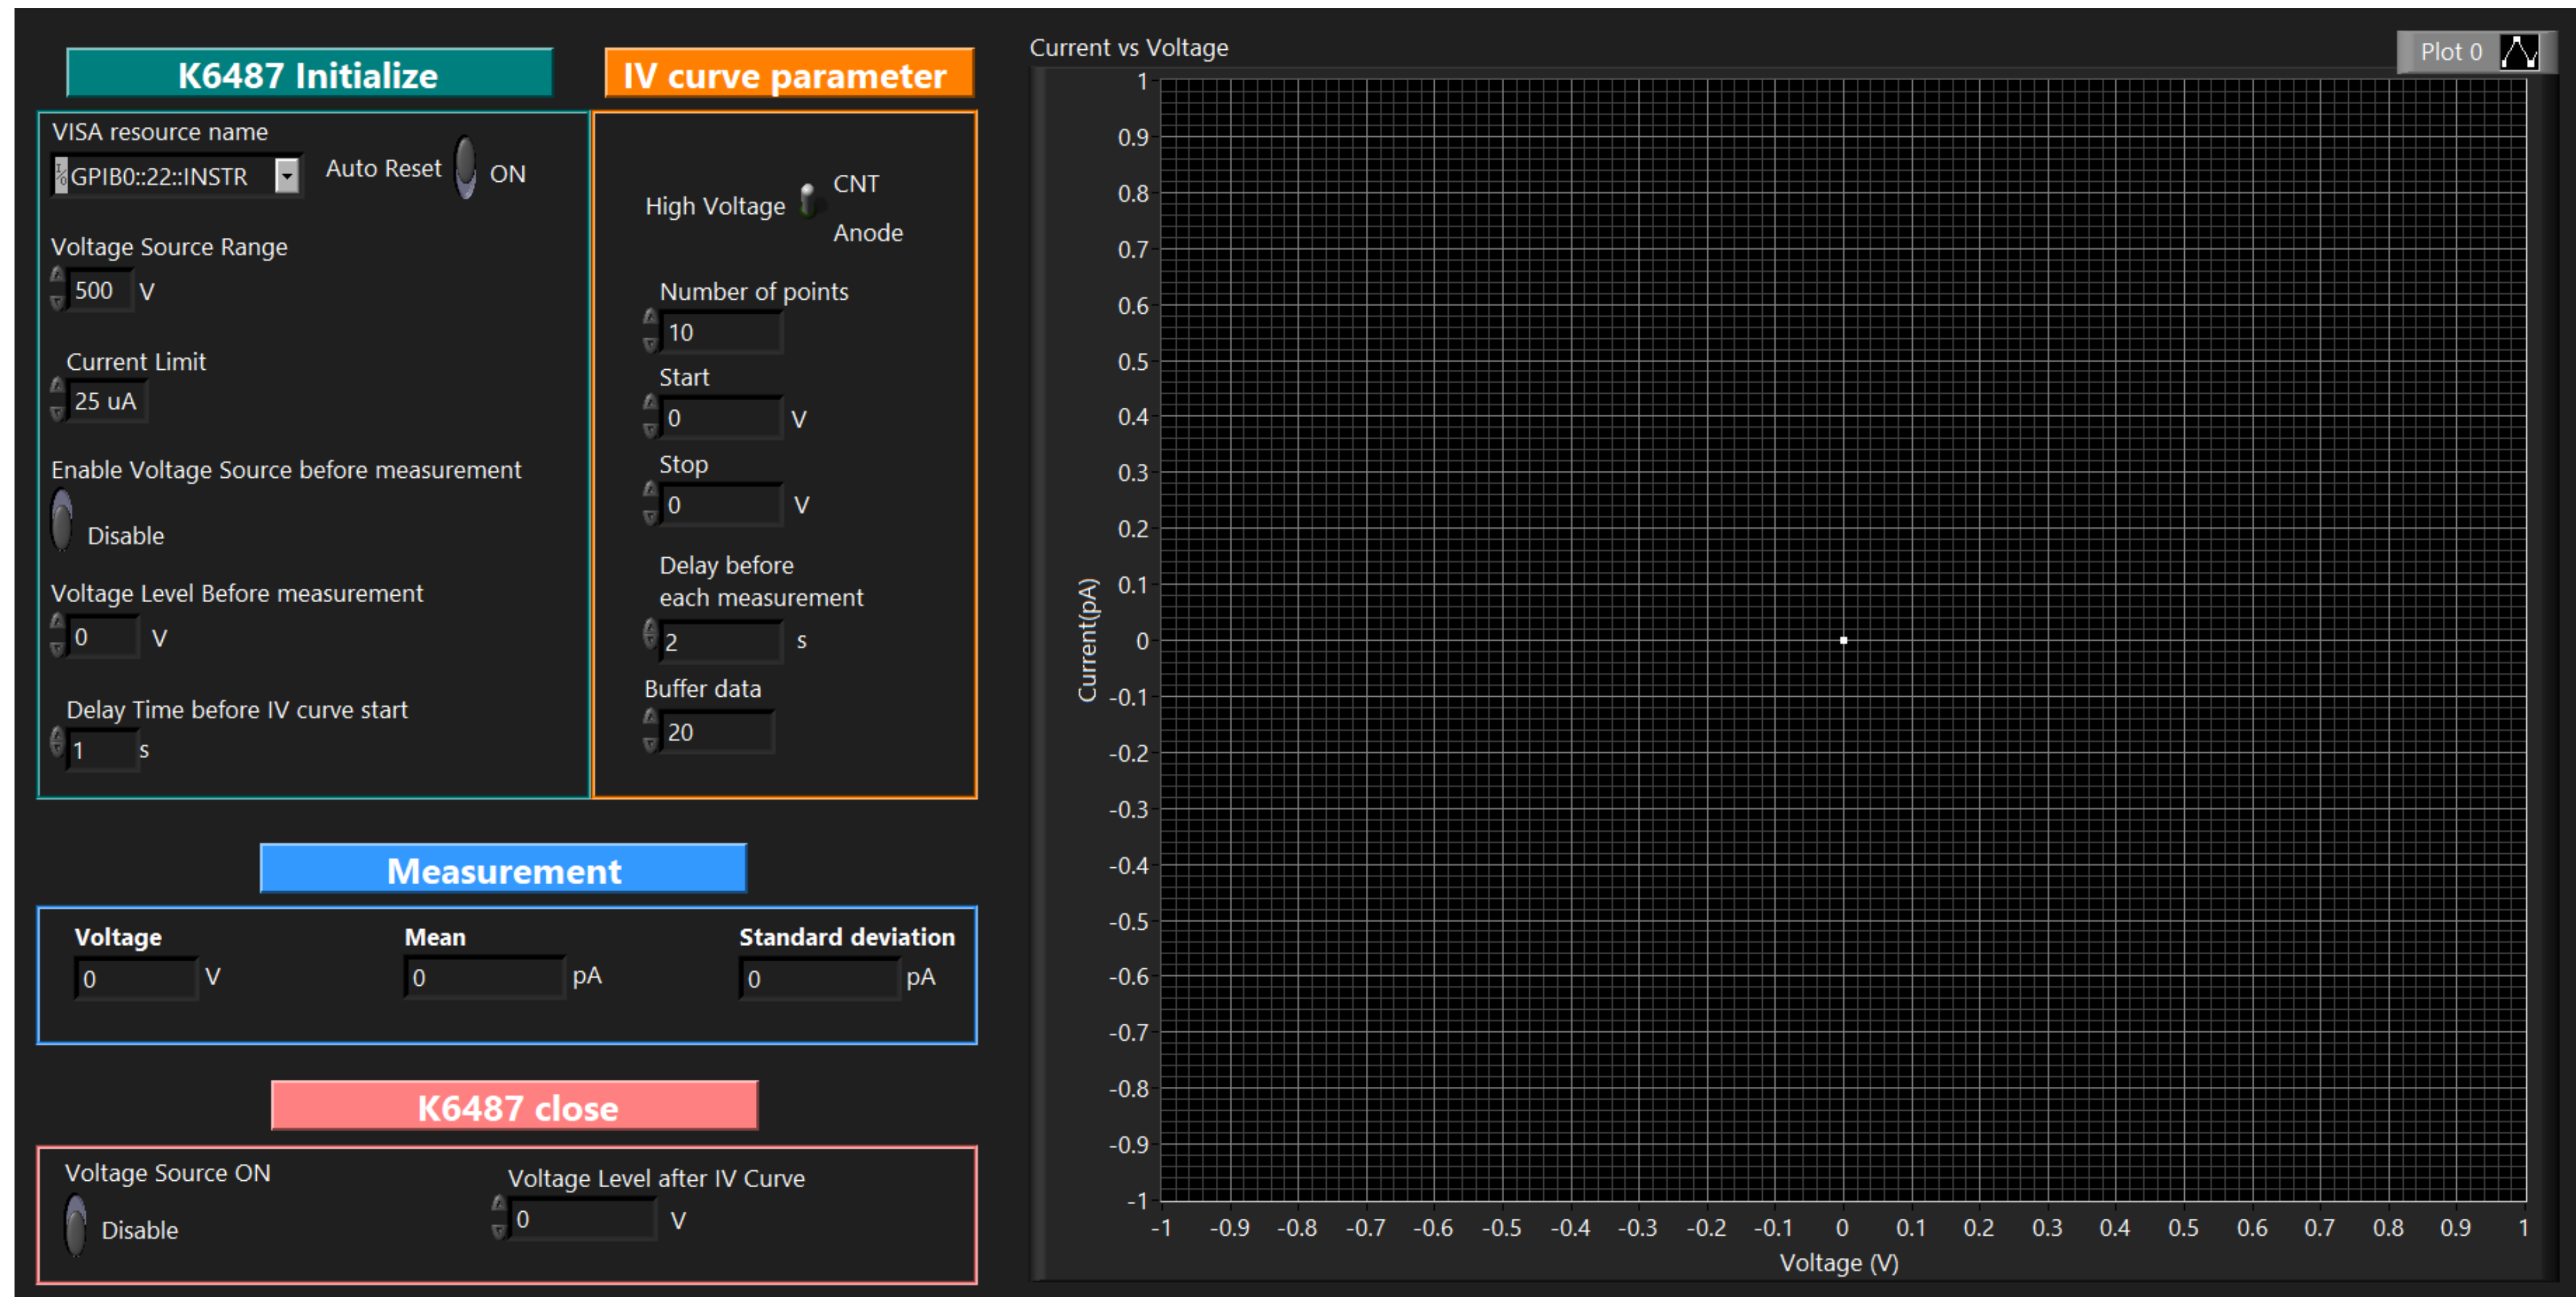 K6487 Initialize
VISA resource name
GPIB0::22::INSTR
Auto Reset
ON
Voltage Source Range
500 V
Current Limit
25 uA
Enable Voltage Source before measurement
Disable
Voltage Level Before measurement
0 V
Delay Time before IV curve start
1 s
IV curve parameter
High Voltage
CNT
Anode
Number of points
10
Start
0 V
Stop
0 V
Delay before
each measurement
2 s
Buffer data
20
Measurement
Voltage
0 V
Mean
0 pA
Standard deviation
0 pA
K6487 close
Voltage Source ON
Disable
Voltage Level after IV Curve
0 V
Current vs Voltage
Plot 0
1
0.9
0.8
0.7
0.6
0.5
0.4
0.3
0.2
0.1
0
-0.1
-0.2
-0.3
-0.4
-0.5
-0.6
-0.7
-0.8
-0.9
-1
Current(pA)
-1 -0.9 -0.8 -0.7 -0.6 -0.5 -0.4 -0.3 -0.2 -0.1 0 0.1 0.2 0.3 0.4 0.5 0.6 0.7 0.8 0.9 1
Voltage (V)